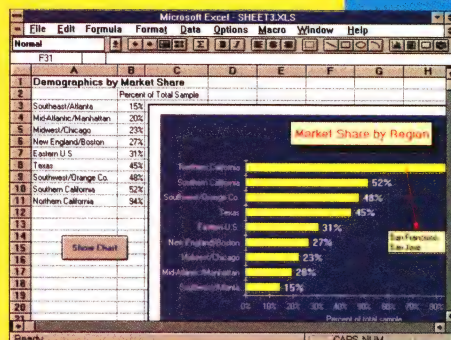 Microsoft Excel - SHEET3.XLS
File Edit Formula Format Data Options Macro Window Help
Normal
F31
A B C D E F G H
1 Demographics by Market Share
2 Percent of Total Sample
3 Southeast/Atlanta 15%
4 Mid-Atlantic/Manhattan 20%
5 Midwest/Chicago 23%
6 New England/Boston 27%
7 Eastern U.S. 31%
8 Texas 45%
9 Southwest/Orange Co. 48%
10 Southern California 52%
11 Northern California 94%
12
13
14
15
16
17
18
19
20
21
Show Chart
Market Share by Region
Northern California
Southern California 52%
Southwest/Orange Co. 48%
Texas 45%
Eastern U.S. 31%
New England/Boston 27%
Midwest/Chicago 23%
Mid-Atlantic/Manhattan 20%
Southwest/Atlanta 15%
San Francisco
San Jose
0% 10% 20% 30% 40% 50% 60% 70% 80%
Percent of total sample
Ready CAPS NUM